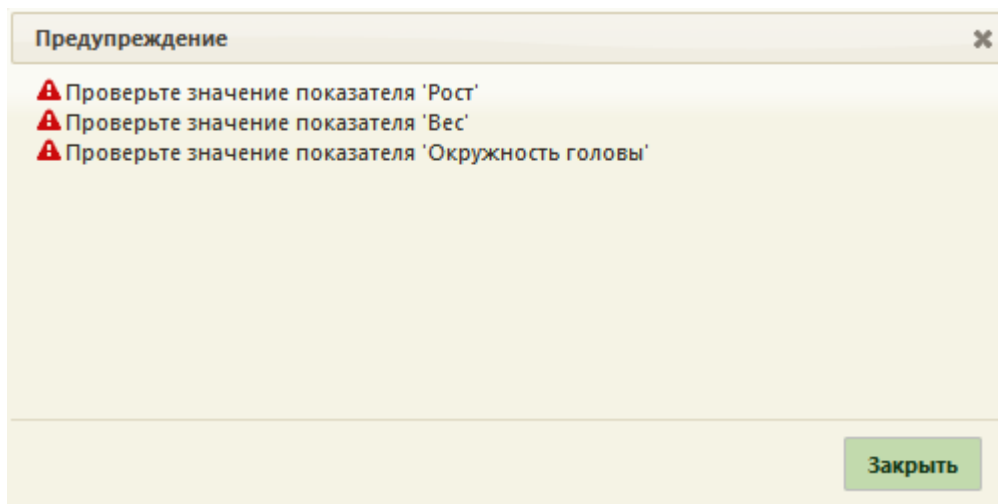 Предупреждение
Проверьте значение показателя 'Рост'
Проверьте значение показателя 'Вес'
Проверьте значение показателя 'Окружность головы'
Закрыть